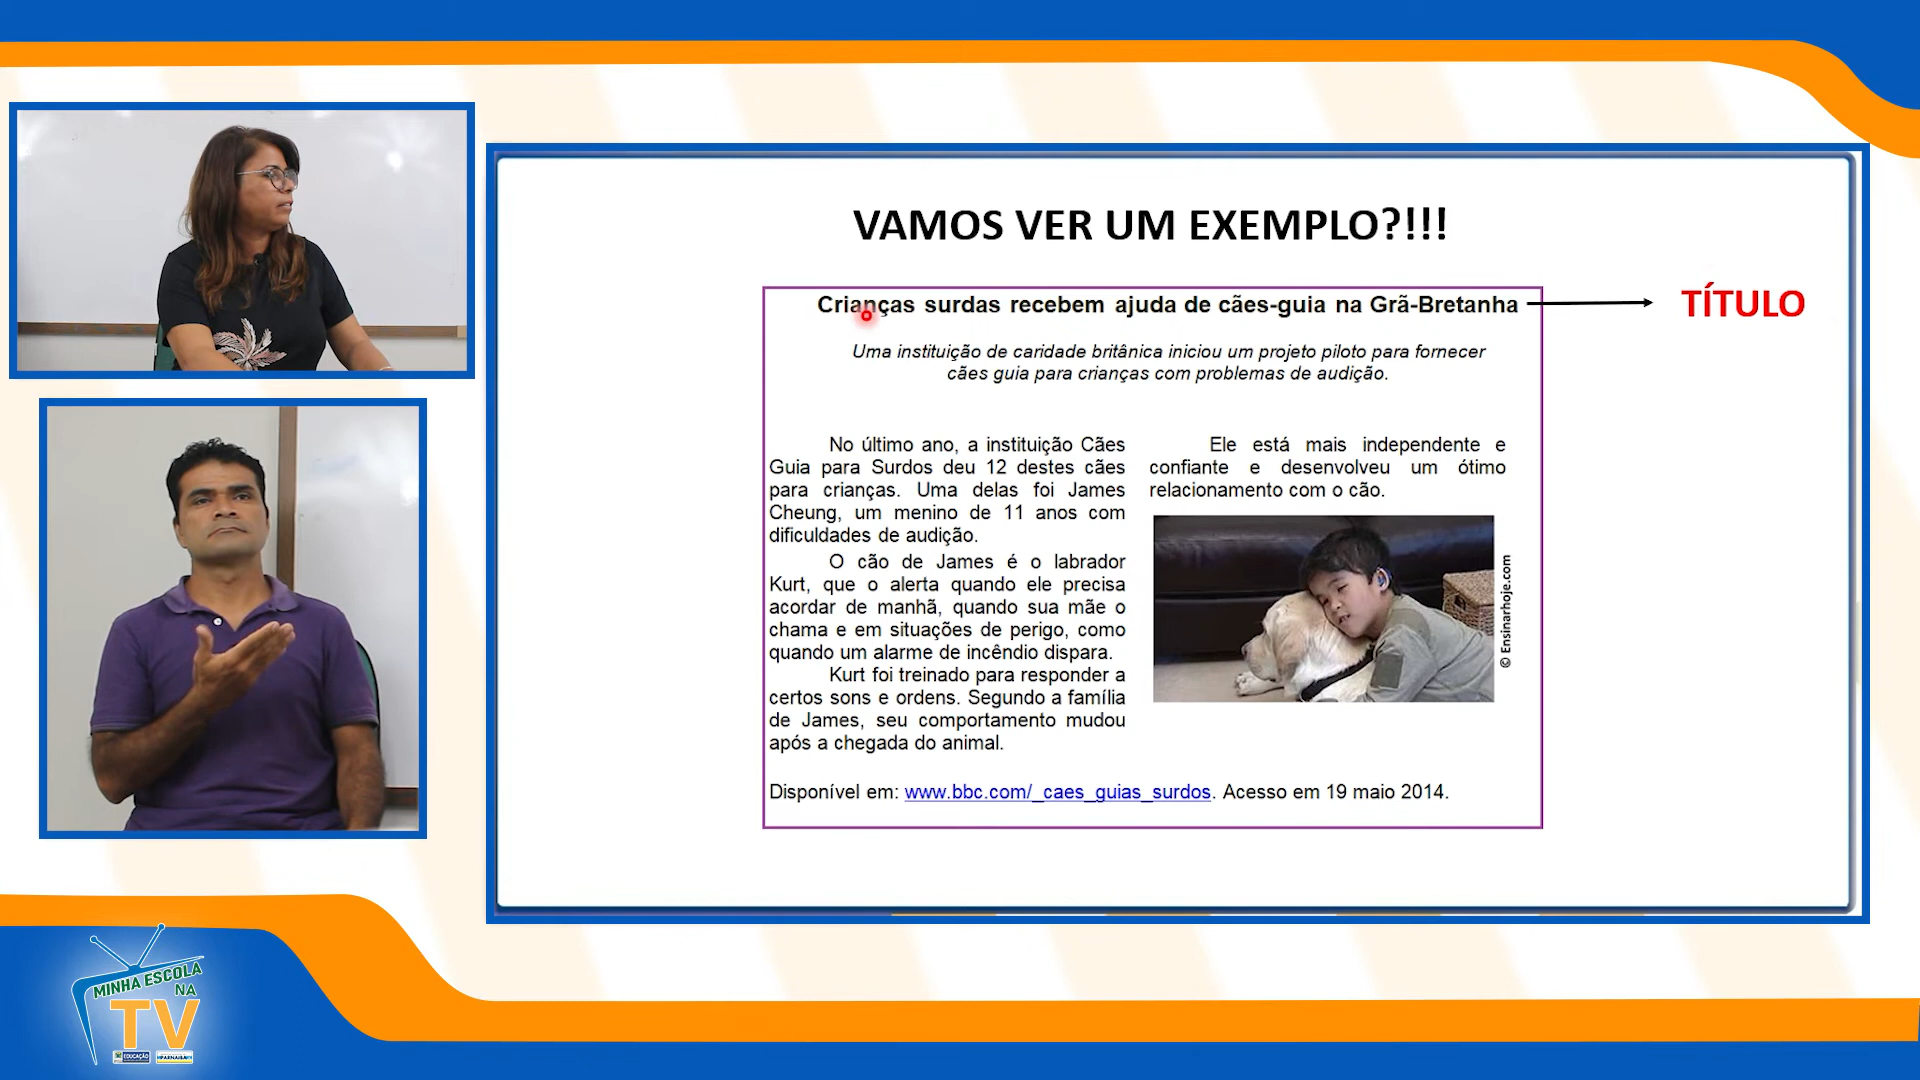 VAMOS VER UM EXEMPLO?!!!
Crianças surdas recebem ajuda de cães-guia na Grã-Bretanha
TÍTULO
Uma instituição de caridade britânica iniciou um projeto piloto para fornecer
cães guia para crianças com problemas de audição.
No último ano, a instituição Cães
Guia para Surdos deu 12 destes cães
para crianças. Uma delas foi James
Cheung, um menino de 11 anos com
dificuldades de audição.
O cão de James é o labrador
Kurt, que o alerta quando ele precisa
acordar de manhã, quando sua mãe o
chama e em situações de perigo, como
quando um alarme de incêndio dispara.
Kurt foi treinado para responder a
certos sons e ordens. Segundo a família
de James, seu comportamento mudou
após a chegada do animal.
Ele está mais independente e
confiante e desenvolveu um ótimo
relacionamento com o cão.
© Ensinarhoje.com
Disponível em: www.bbc.com/_caes_guias_surdos. Acesso em 19 maio 2014.
MINHA ESCOLA
NA
TV
EDUCAÇÃO
PARNAÍBA